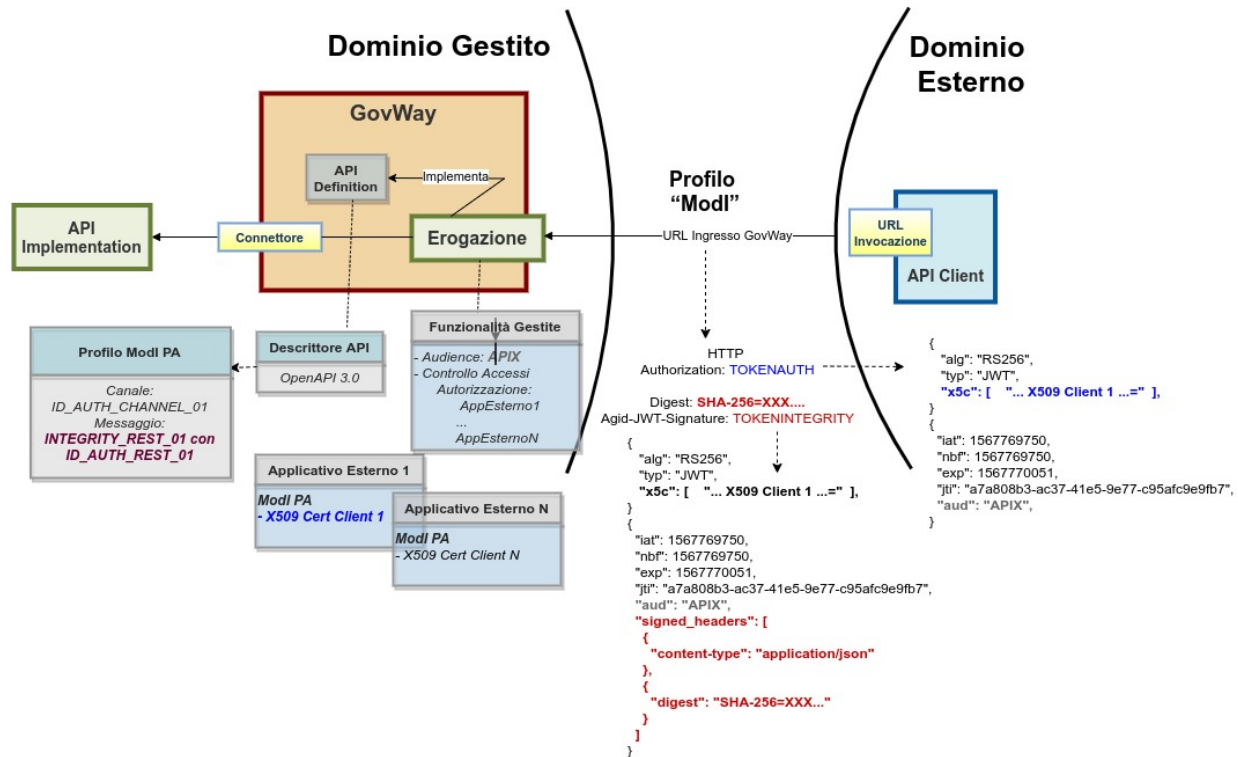 Dominio Gestito
Dominio
Esterno
GovWay
API
Definition
Implementa
Profilo
“ModI”
API
Implementation
Connettore
Erogazione
URL Ingresso GovWay
URL
Invocazione
API Client
Profilo ModI PA
Canale:
ID_AUTH_CHANNEL_01
Messaggio:
INTEGRITY_REST_01 con
ID_AUTH_REST_01
Descrittore API
OpenAPI 3.0
Funzionalità Gestite
- Audience: APIX
- Controllo Accessi
Autorizzazione:
AppEsterno1
...
AppEsternoN
Applicativo Esterno 1
ModI PA
- X509 Cert Client 1
Applicativo Esterno N
ModI PA
- X509 Cert Client N
HTTP
Authorization: TOKENAUTH
Digest: SHA-256=XXX....
Agid-JWT-Signature: TOKENINTEGRITY
{
"alg": "RS256",
"typ": "JWT",
"x5c": [ "... X509 Client 1 ...=" ],
}
{
"iat": 1567769750,
"nbf": 1567769750,
"exp": 1567770051,
"jti": "a7a808b3-ac37-41e5-9e77-c95afc9e9fb7",
"aud": "APIX",
"signed_headers": [
{
"content-type": "application/json"
},
{
"digest": "SHA-256=XXX..."
}
]
}
{
"alg": "RS256",
"typ": "JWT",
"x5c": [ "... X509 Client 1 ...=" ],
}
{
"iat": 1567769750,
"nbf": 1567769750,
"exp": 1567770051,
"jti": "a7a808b3-ac37-41e5-9e77-c95afc9e9fb7",
"aud": "APIX",
}